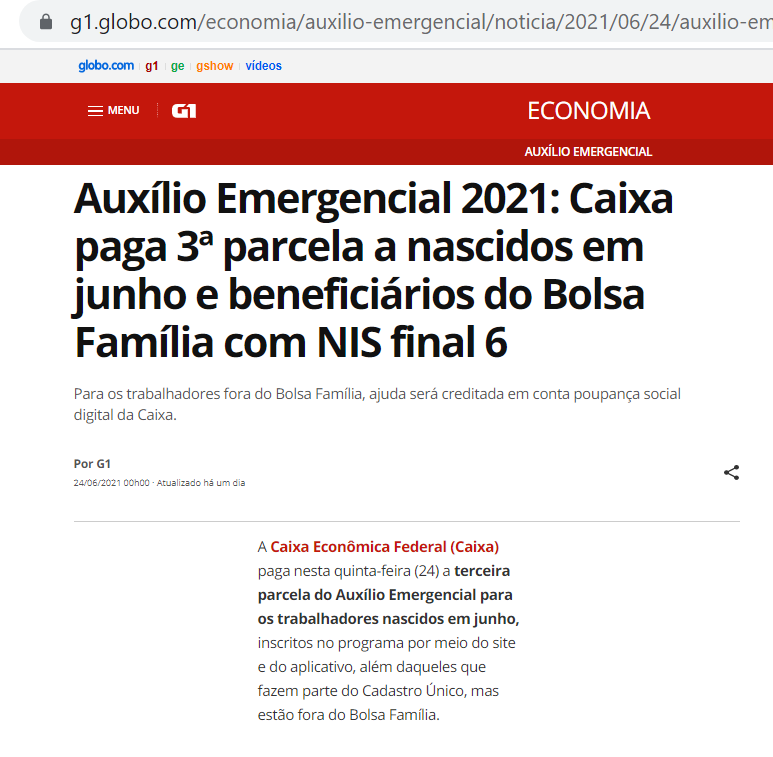 g1.globo.com/economia/auxilio-emergencial/noticia/2021/06/24/auxilio-em
globo.com g1 ge gshow vídeos
MENU G1 ECONOMIA
AUXÍLIO EMERGENCIAL
Auxílio Emergencial 2021: Caixa
paga 3ª parcela a nascidos em
junho e beneficiários do Bolsa
Família com NIS final 6
Para os trabalhadores fora do Bolsa Família, ajuda será creditada em conta poupança social
digital da Caixa.
Por G1
24/06/2021 00h00 · Atualizado há um dia
A Caixa Econômica Federal (Caixa)
paga nesta quinta-feira (24) a terceira
parcela do Auxílio Emergencial para
os trabalhadores nascidos em junho,
inscritos no programa por meio do site
e do aplicativo, além daqueles que
fazem parte do Cadastro Único, mas
estão fora do Bolsa Família.